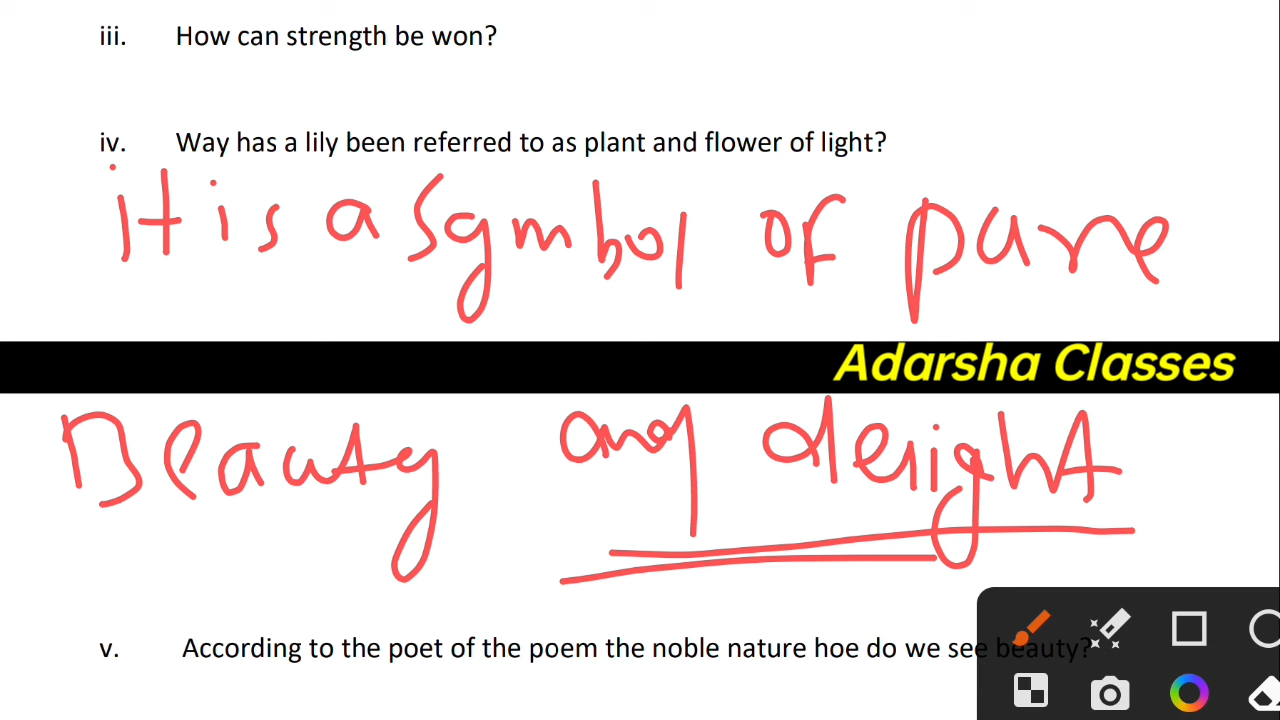 iii. How can strength be won?
iv. Way has a lily been referred to as plant and flower of light?
it is a symbol of pure
Adarsha Classes
Beauty and delight
v. According to the poet of the poem the noble nature hoe do we see beauty?